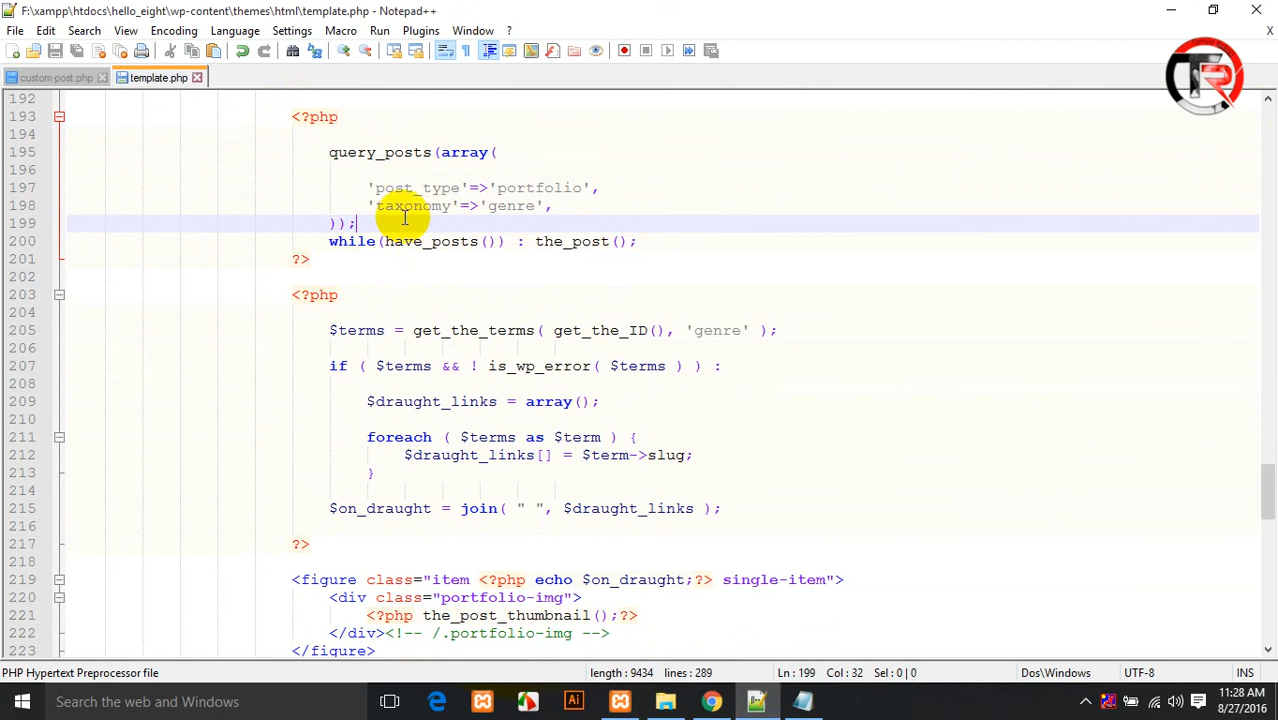 F:\xampp\htdocs\hello_eight\wp-content\themes\html\template.php - Notepad++
File Edit Search View Encoding Language Settings Macro Run Plugins Window ? X
custom-post.php template.php
192
193 <?php
194
195 query_posts(array(
196
197 'post_type'=>'portfolio',
198 'taxonomy'=>'genre',
199 ));
200 while(have_posts()) : the_post();
201 ?>
202
203 <?php
204
205 $terms = get_the_terms( get_the_ID(), 'genre' );
206
207 if ( $terms && ! is_wp_error( $terms ) ) :
208
209 $draught_links = array();
210
211 foreach ( $terms as $term ) {
212 $draught_links[] = $term->slug;
213 }
214
215 $on_draught = join( " ", $draught_links );
216
217 ?>
218
219 <figure class="item <?php echo $on_draught;?> single-item">
220 <div class="portfolio-img">
221 <?php the_post_thumbnail();?>
222 </div><!-- /.portfolio-img -->
223 </figure>
PHP Hypertext Preprocessor file length : 9434 lines : 289 Ln : 199 Col : 32 Sel : 0 | 0 Dos\Windows UTF-8 INS
Search the web and Windows
11:28 AM
8/27/2016